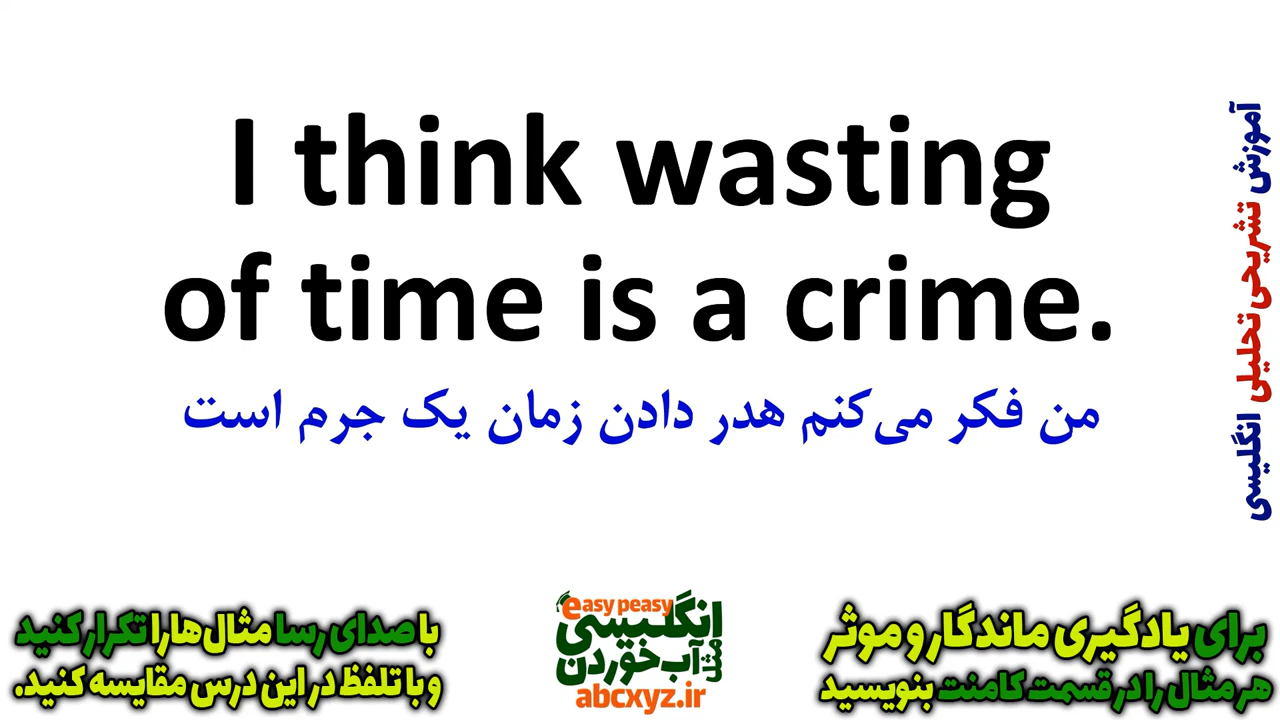 I think wasting
of time is a crime.
من فکر می‌کنم هدر دادن زمان یک جرم است
آموزش تشریحی تحلیلی انگلیسی
برای یادگیری ماندگار و موثر
هر مثال را در قسمت کامنت بنویسید
easy peasy
انگلیسی
مثل آب خوردن
abcxyz.ir
با صدای رسا مثال‌ها را تکرار کنید
و با تلفظ در این درس مقایسه کنید.